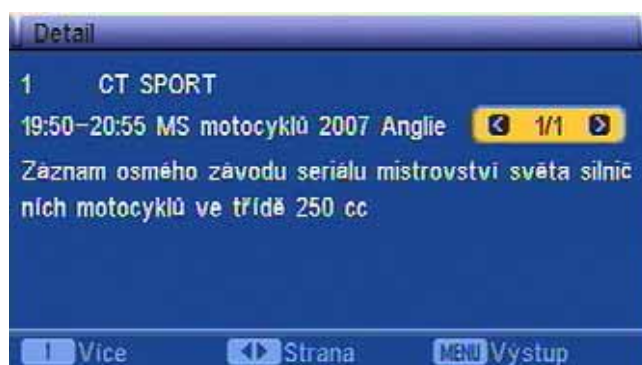 Detail
1 CT SPORT
19:50-20:55 MS motocyklů 2007 Anglie 1/1
Záznam osmého závodu seriálu mistrovství světa silnič
ních motocyklů ve třídě 250 cc
I Více Strana MENU Výstup